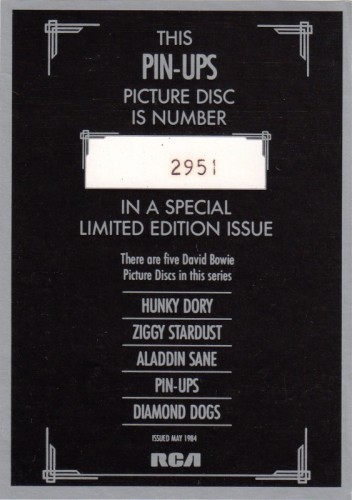 THIS
PIN-UPS
PICTURE DISC
IS NUMBER
2951
IN A SPECIAL
LIMITED EDITION ISSUE
There are five David Bowie
Picture Discs in this series
HUNKY DORY
ZIGGY STARDUST
ALADDIN SANE
PIN-UPS
DIAMOND DOGS
ISSUED MAY 1984
RCA